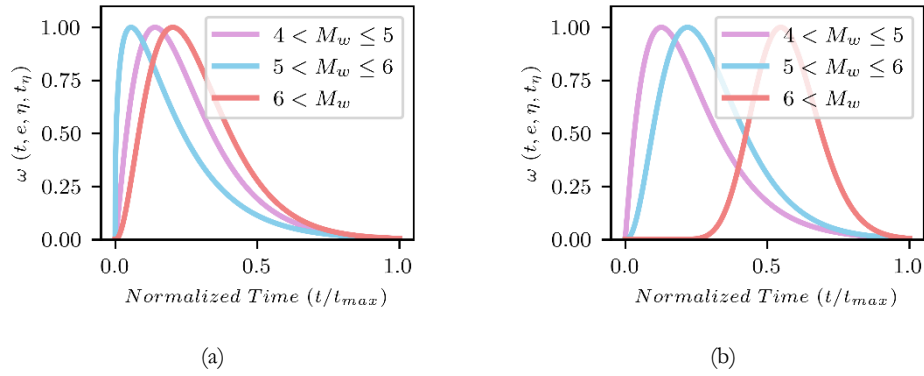 1.00
0.75
0.50
0.25
0.00
ω (t, e, η, t_η)
4 < M_w ≤ 5
5 < M_w ≤ 6
6 < M_w
0.0 0.5 1.0
Normalized Time (t/t_max)
(a)
1.00
0.75
0.50
0.25
0.00
ω (t, e, η, t_η)
4 < M_w ≤ 5
5 < M_w ≤ 6
6 < M_w
0.0 0.5 1.0
Normalized Time (t/t_max)
(b)